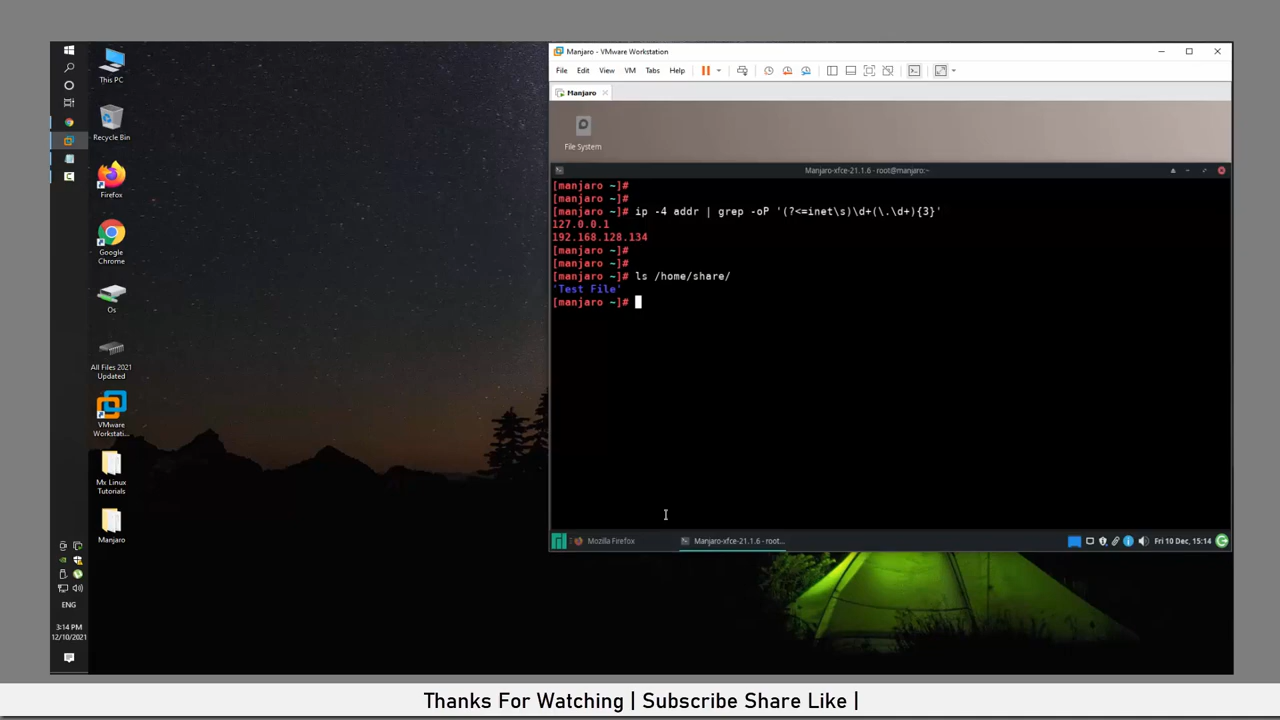 This PC
Recycle Bin
Firefox
Google
Chrome
Os
All Files 2021
Updated
VMware
Workstati...
Mx Linux
Tutorials
Manjaro
ENG
3:14 PM
12/10/2021
Manjaro - VMware Workstation
File Edit View VM Tabs Help
Manjaro
File System
Manjaro-xfce-21.1.6 - root@manjaro:~
[manjaro ~]#
[manjaro ~]#
[manjaro ~]# ip -4 addr | grep -oP '(?<=inet\s)\d+(\.\d+){3}'
127.0.0.1
192.168.128.134
[manjaro ~]#
[manjaro ~]#
[manjaro ~]# ls /home/share/
'Test File'
[manjaro ~]#
Mozilla Firefox
Manjaro-xfce-21.1.6 - root...
Fri 10 Dec, 15:14
Thanks For Watching | Subscribe Share Like |